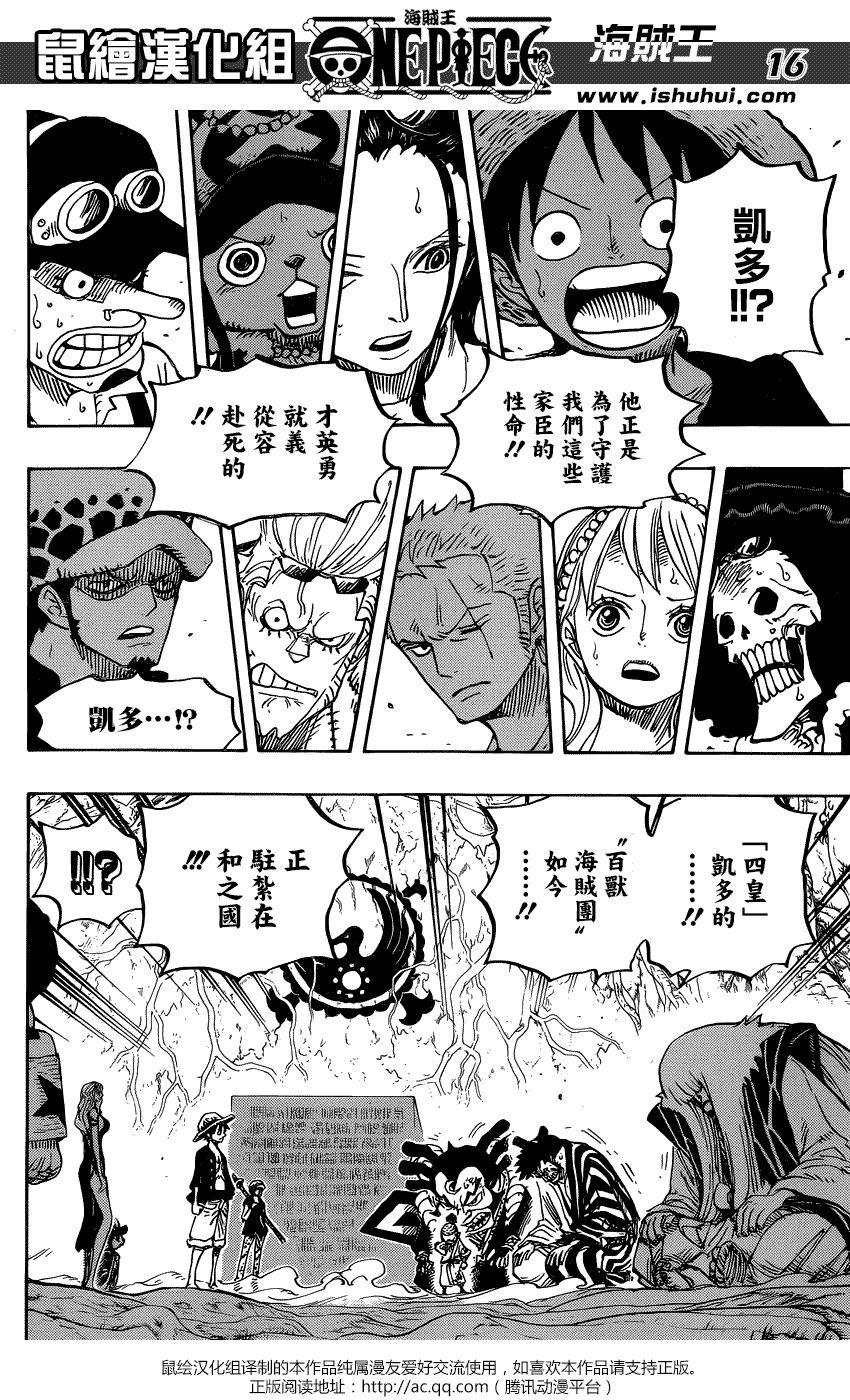 鼠繪漢化組
海賊王
ONE PIECE
海賊王
16
www.ishuhui.com
凱多!!?
他正是
為了守護
我們這些
家臣的
性命!!
才英勇
就義
從容
赴死的
!!
凱多…!?
「四皇」
凱多的
……!!
"百獸
海賊團"
如今
……!!
正
駐紮在
和之國
!!!
!!?
鼠绘汉化组译制的本作品纯属漫友爱好交流使用，如喜欢本作品请支持正版。
正版阅读地址：http://ac.qq.com（腾讯动漫平台）